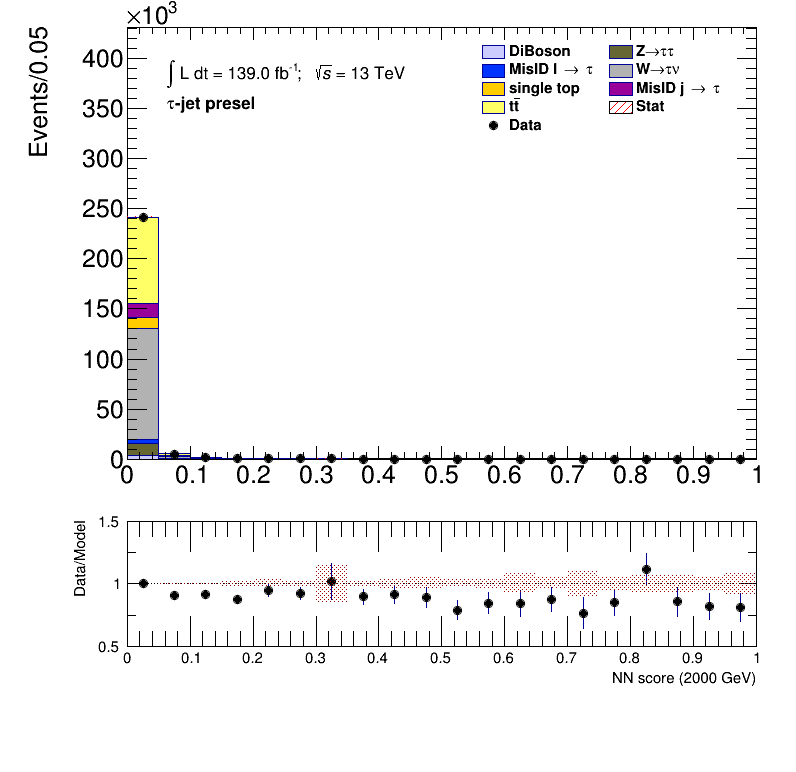 ×10³
Events/0.05
400
350
300
250
200
150
100
50
0
∫ L dt = 139.0 fb⁻¹; √s = 13 TeV
τ-jet presel
DiBoson
MisID l → τ
single top
tt̄
Data
Z→ττ
W→τν
MisID j → τ
Stat
0 0.1 0.2 0.3 0.4 0.5 0.6 0.7 0.8 0.9 1
Data/Model
1.5
1
0.5
0 0.1 0.2 0.3 0.4 0.5 0.6 0.7 0.8 0.9 1
NN score (2000 GeV)